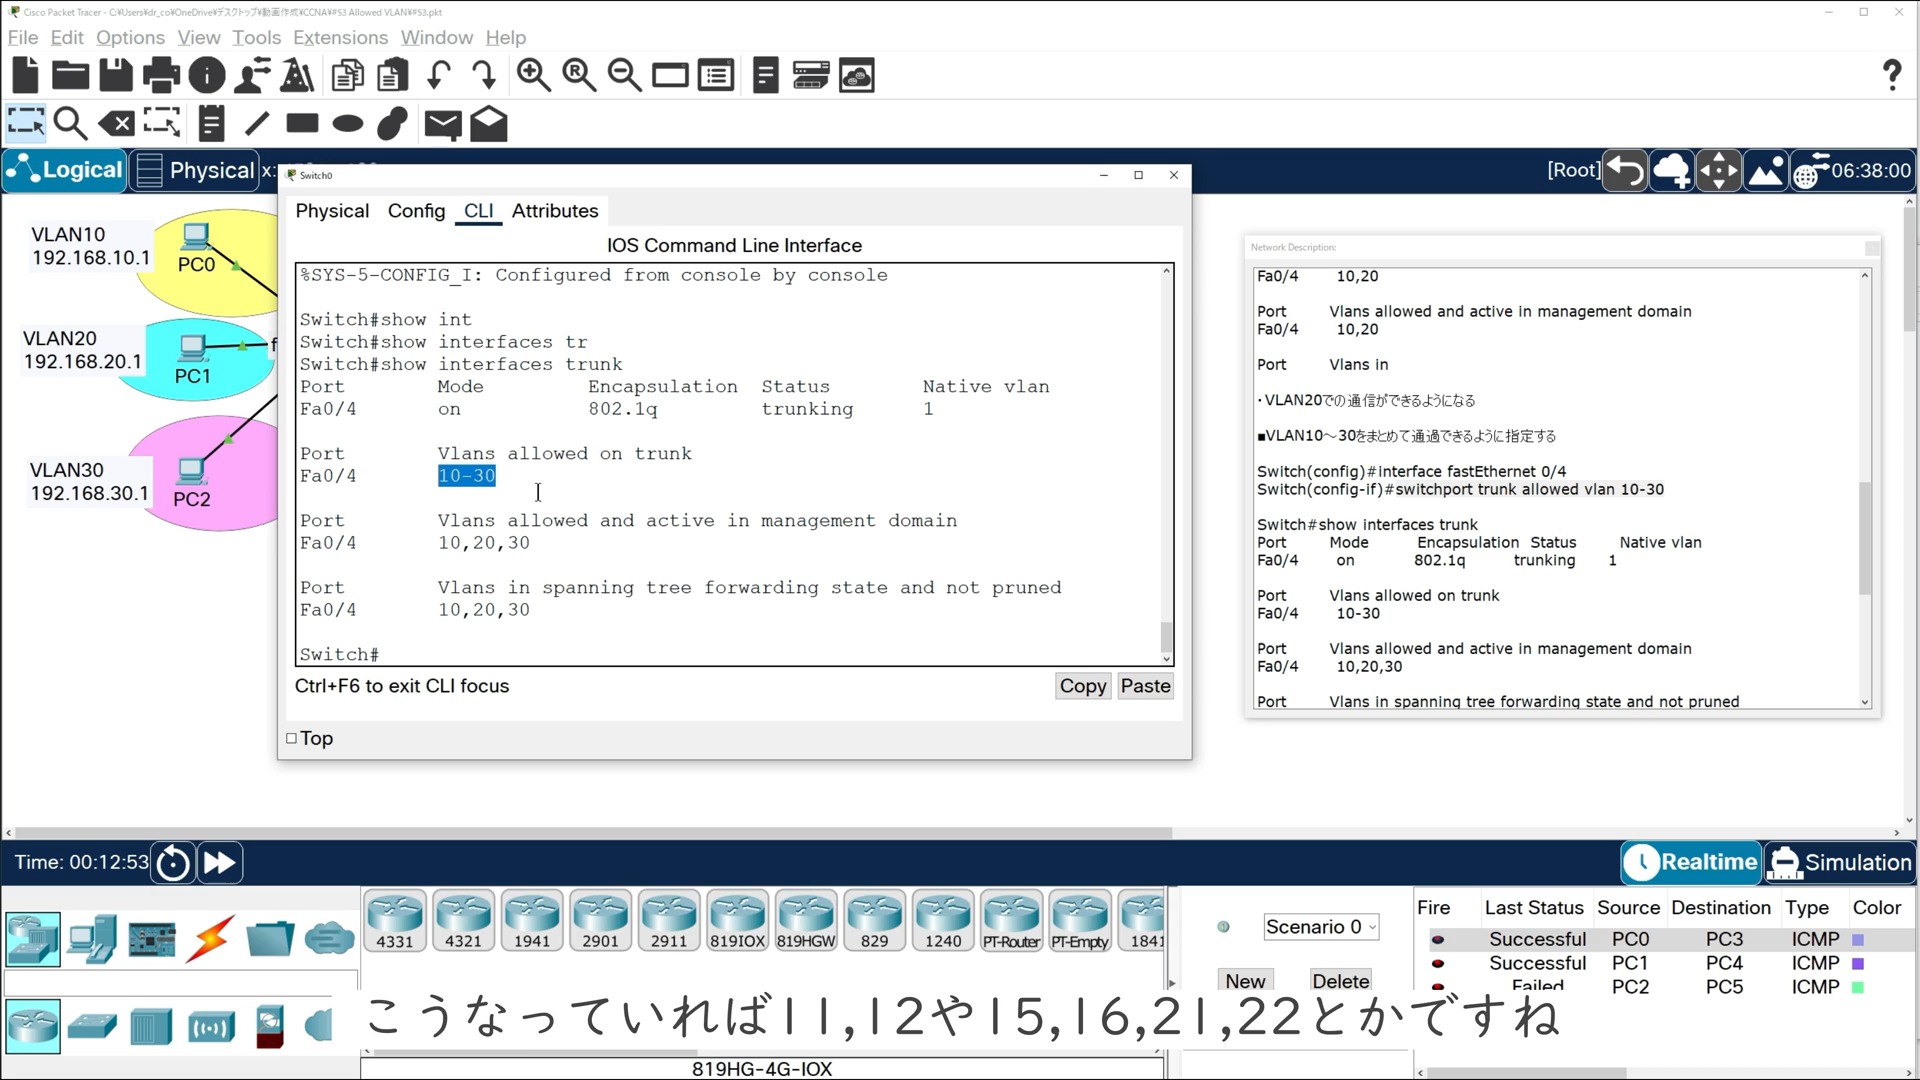 Cisco Packet Tracer - C:¥Users¥dr_co¥OneDrive¥デスクトップ¥動画作成¥CCNA¥#S3 Allowed VLAN¥#S3.pkt
File Edit Options View Tools Extensions Window Help
Logical Physical x: [Root] 06:38:00
VLAN10
192.168.10.1
PC0
VLAN20
192.168.20.1
PC1
VLAN30
192.168.30.1
PC2
Switch0
Physical Config CLI Attributes
IOS Command Line Interface
%SYS-5-CONFIG_I: Configured from console by console
Switch#show int
Switch#show interfaces tr
Switch#show interfaces trunk
Port Mode Encapsulation Status Native vlan
Fa0/4 on 802.1q trunking 1
Port Vlans allowed on trunk
Fa0/4 10-30
Port Vlans allowed and active in management domain
Fa0/4 10,20,30
Port Vlans in spanning tree forwarding state and not pruned
Fa0/4 10,20,30
Switch#
Ctrl+F6 to exit CLI focus
Copy Paste
Top
Network Description:
Fa0/4 10,20
Port Vlans allowed and active in management domain
Fa0/4 10,20
Port Vlans in
・VLAN20での通信ができるようになる
■VLAN10～30をまとめて通過できるように指定する
Switch(config)#interface fastEthernet 0/4
Switch(config-if)#switchport trunk allowed vlan 10-30
Switch#show interfaces trunk
Port Mode Encapsulation Status Native vlan
Fa0/4 on 802.1q trunking 1
Port Vlans allowed on trunk
Fa0/4 10-30
Port Vlans allowed and active in management domain
Fa0/4 10,20,30
Port Vlans in spanning tree forwarding state and not pruned
Time: 00:12:53
Realtime Simulation
4331 4321 1941 2901 2911 819IOX 819HGW 829 1240 PT-Router PT-Empty 1841
819HG-4G-IOX
Scenario 0
New Delete
Fire Last Status Source Destination Type Color
Successful PC0 PC3 ICMP
Successful PC1 PC4 ICMP
Failed PC2 PC5 ICMP
こうなっていれば11,12や15,16,21,22とかですね